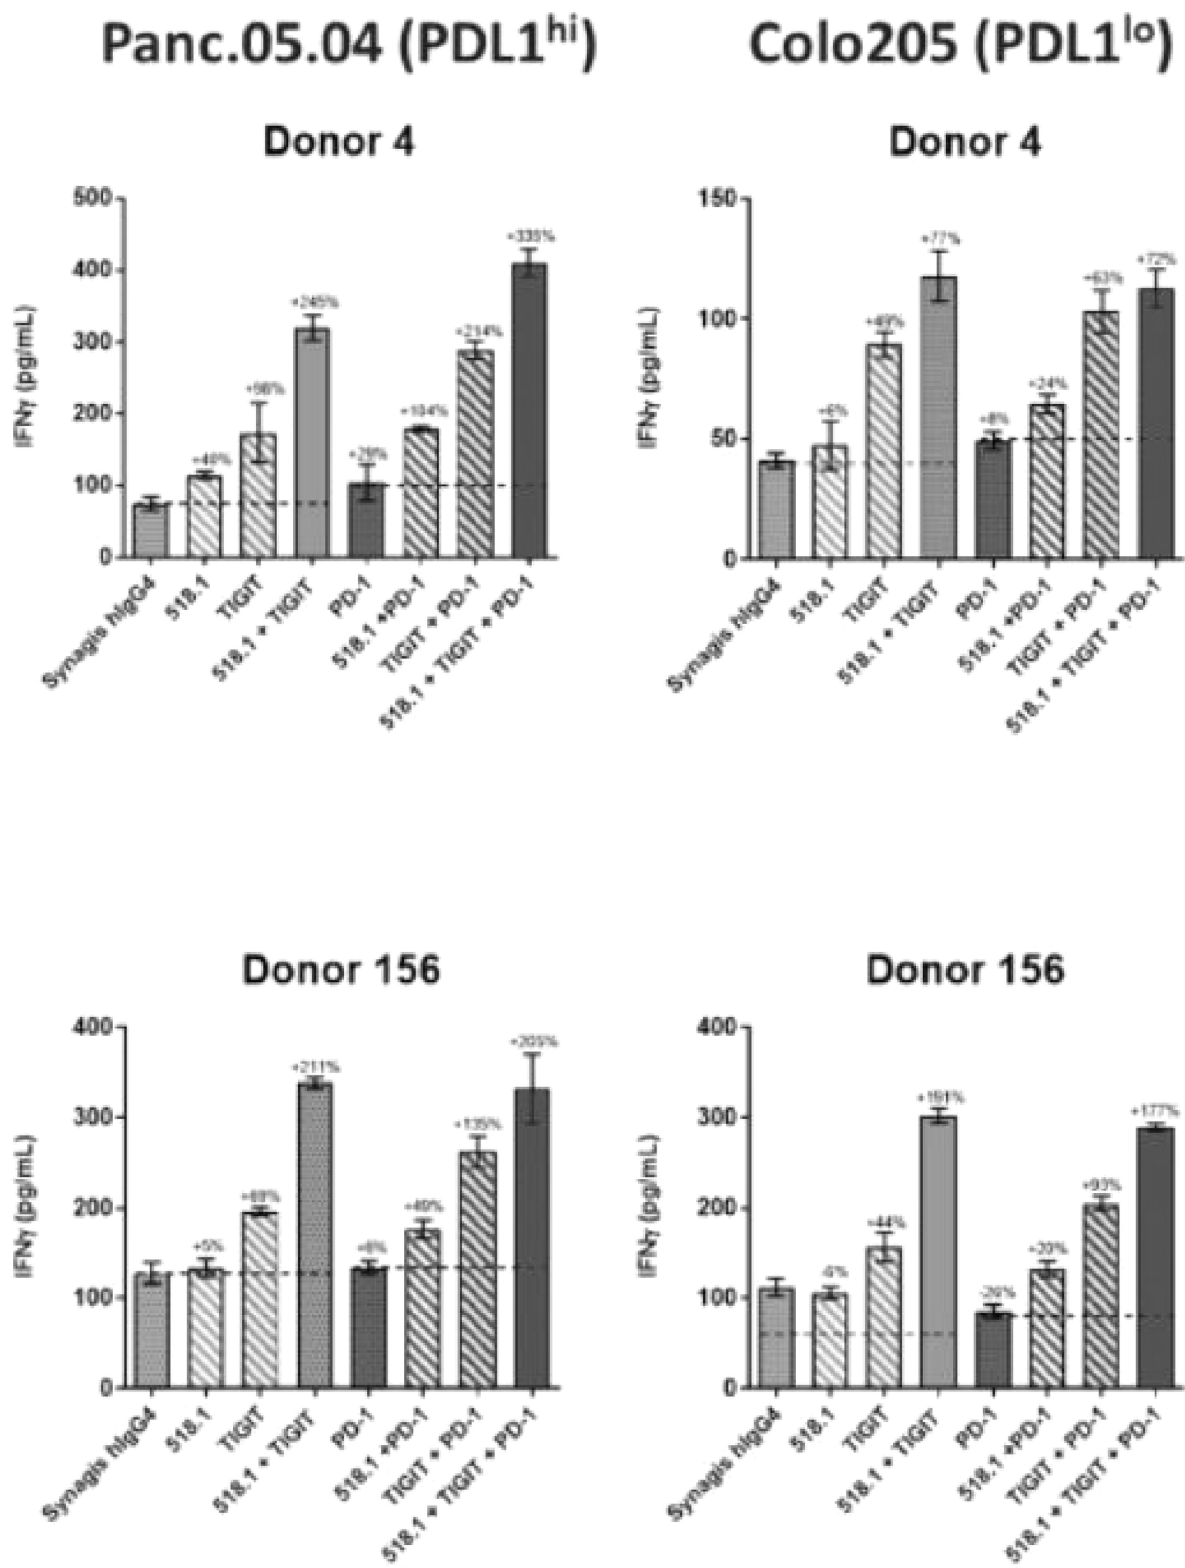 Panc.05.04 (PDL1hi)
Colo205 (PDL1lo)
Donor 4
500
400
300
200
100
0
IFNγ (pg/mL)
+98%
+214%
+104%
Synagis hIgG4
518.1
TIGIT
518.1 + TIGIT
PD-1
518.1 +PD-1
TIGIT + PD-1
518.1 + TIGIT + PD-1
Donor 4
150
100
50
0
IFNγ (pg/mL)
+6%
+49%
+77%
+8%
+24%
+63%
+72%
Synagis hIgG4
518.1
TIGIT
518.1 + TIGIT
PD-1
518.1 +PD-1
TIGIT + PD-1
518.1 + TIGIT + PD-1
Donor 156
400
300
200
100
0
IFNγ (pg/mL)
+5%
+211%
+135%
+205%
Synagis hIgG4
518.1
TIGIT
518.1 + TIGIT
PD-1
518.1 +PD-1
TIGIT + PD-1
518.1 + TIGIT + PD-1
Donor 156
400
300
200
100
0
IFNγ (pg/mL)
+44%
+191%
+93%
+177%
Synagis hIgG4
518.1
TIGIT
518.1 + TIGIT
PD-1
518.1 +PD-1
TIGIT + PD-1
518.1 + TIGIT + PD-1